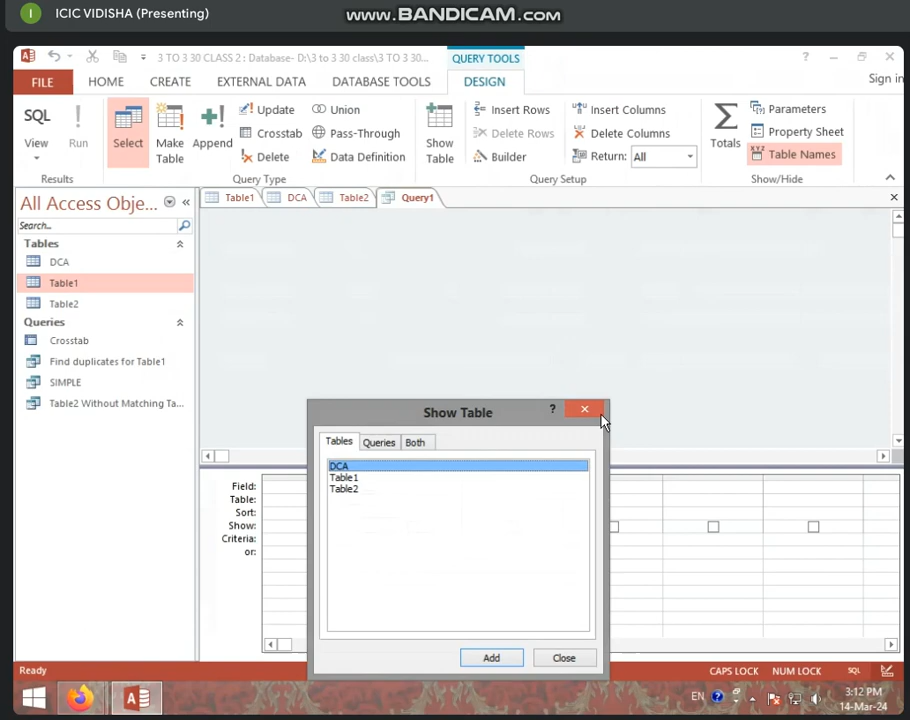 ICIC VIDISHA (Presenting)
www.BANDICAM.com
3 TO 3 30 CLASS 2 : Database- D:\3 to 3 30 class\3 TO 3 30...
QUERY TOOLS
?
FILE
HOME
CREATE
EXTERNAL DATA
DATABASE TOOLS
DESIGN
Sign in
SQL
View
Run
Results
Select
Make Table
Append
Update
Crosstab
Delete
Union
Pass-Through
Data Definition
Query Type
Show Table
Insert Rows
Delete Rows
Builder
Insert Columns
Delete Columns
Return: All
Query Setup
Totals
Parameters
Property Sheet
Table Names
Show/Hide
All Access Obje...
Search...
Tables
DCA
Table1
Table2
Queries
Crosstab
Find duplicates for Table1
SIMPLE
Table2 Without Matching Ta...
Table1
DCA
Table2
Query1
Field:
Table:
Sort:
Show:
Criteria:
or:
Show Table
?
Tables
Queries
Both
DCA
Table1
Table2
Add
Close
Ready
CAPS LOCK
NUM LOCK
SQL
EN
3:12 PM
14-Mar-24